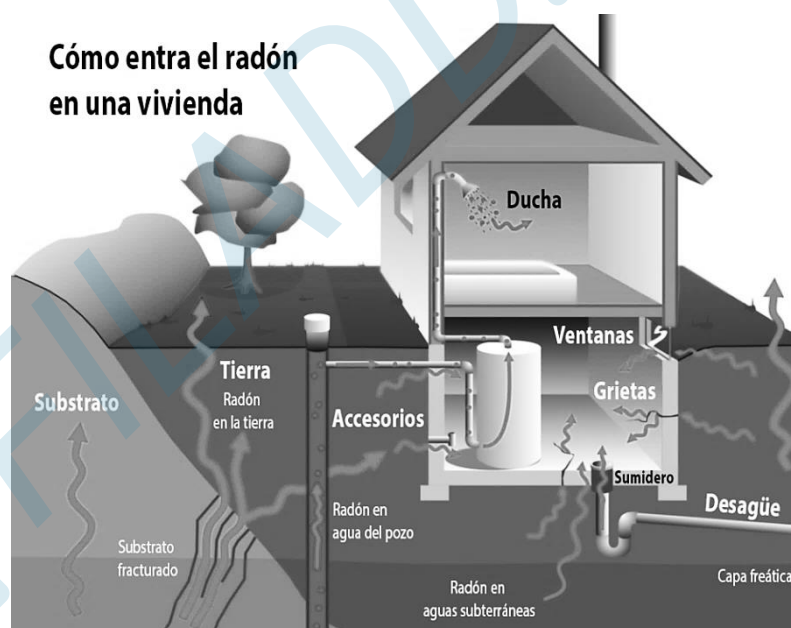 Cómo entra el radón
en una vivienda
Ducha
Ventanas
Tierra
Radón
en la tierra
Substrato
Grietas
Accesorios
Sumidero
Desagüe
Radón en
agua del pozo
Substrato
fracturado
Capa freática
Radón en
aguas subterráneas